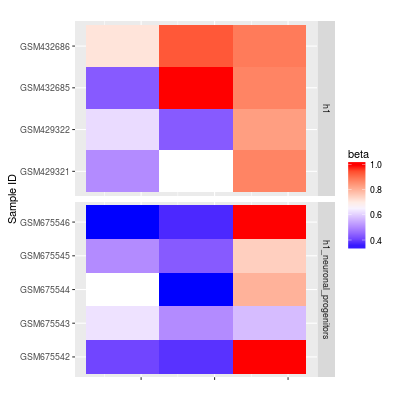 GSM432686
GSM432685
GSM429322
GSM429321
h1
Sample ID
GSM675546
GSM675545
GSM675544
GSM675543
GSM675542
h1_neuronal_progenitors
beta
1.0
0.8
0.6
0.4